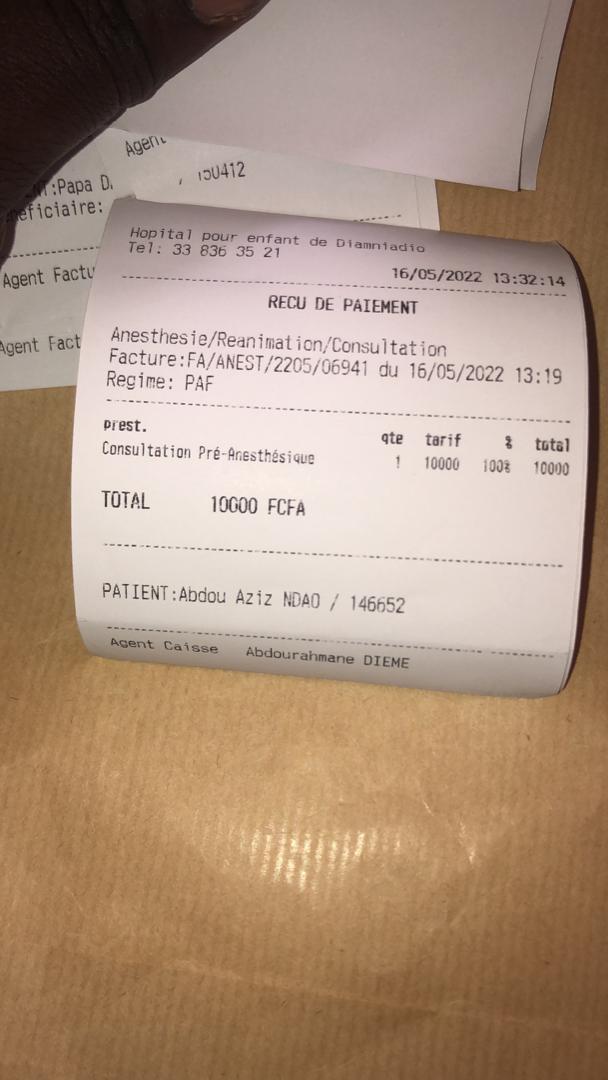 Agent
:Papa D.
150412
eficiaire:
Agent Factu
Agent Fact
Hopital pour enfant de Diamniadio
Tel: 33 836 35 21
16/05/2022 13:32:14
RECU DE PAIEMENT
Anesthesie/Reanimation/Consultation
Facture:FA/ANEST/2205/06941 du 16/05/2022 13:19
Regime: PAF
prest. qte tarif % total
Consultation Pré-Anesthésique 1 10000 100% 10000
TOTAL 10000 FCFA
PATIENT:Abdou Aziz NDAO / 146652
Agent Caisse Abdourahmane DIEME